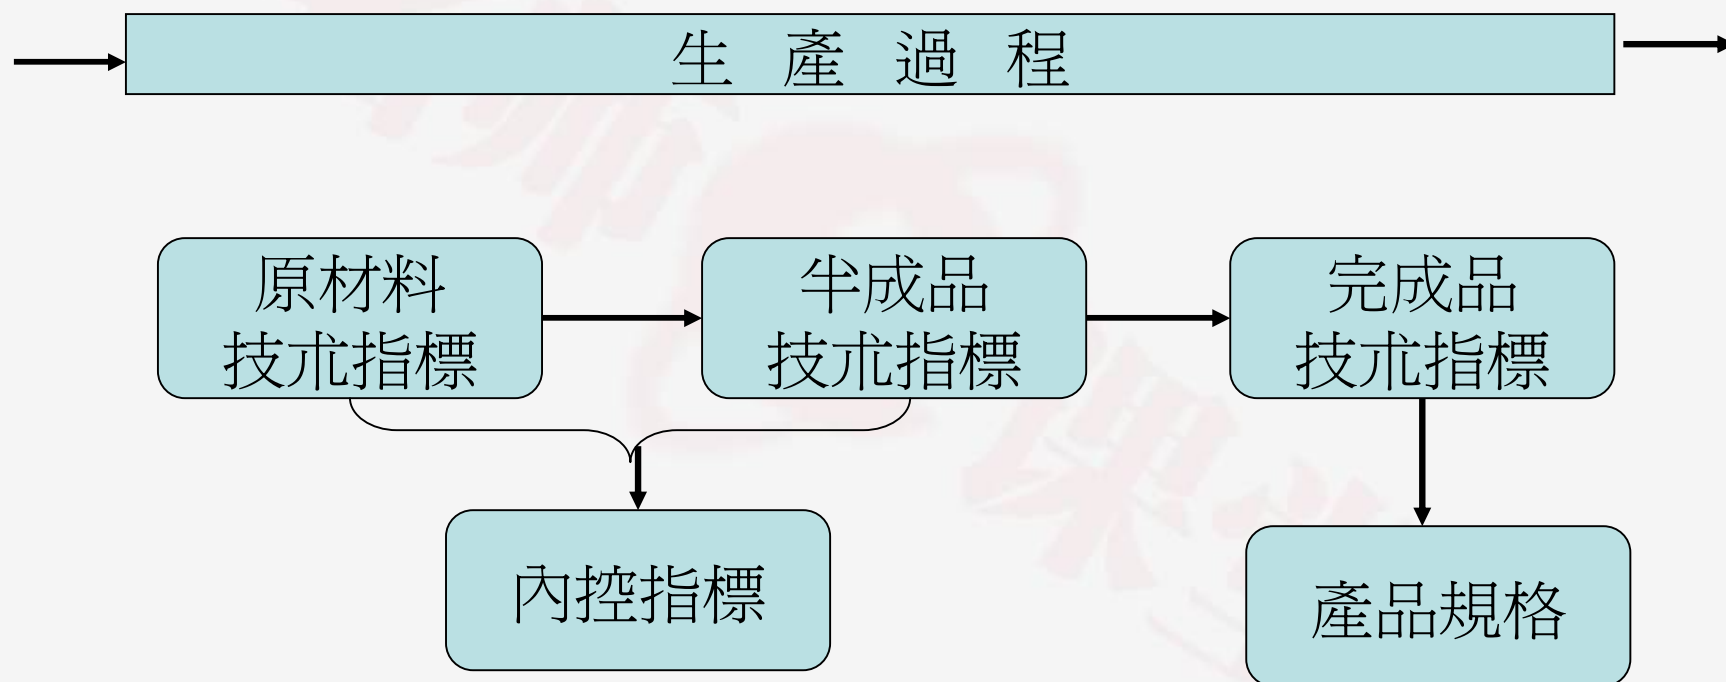 生 產 過 程
原材料
技朮指標
半成品
技朮指標
完成品
技朮指標
內控指標
產品規格